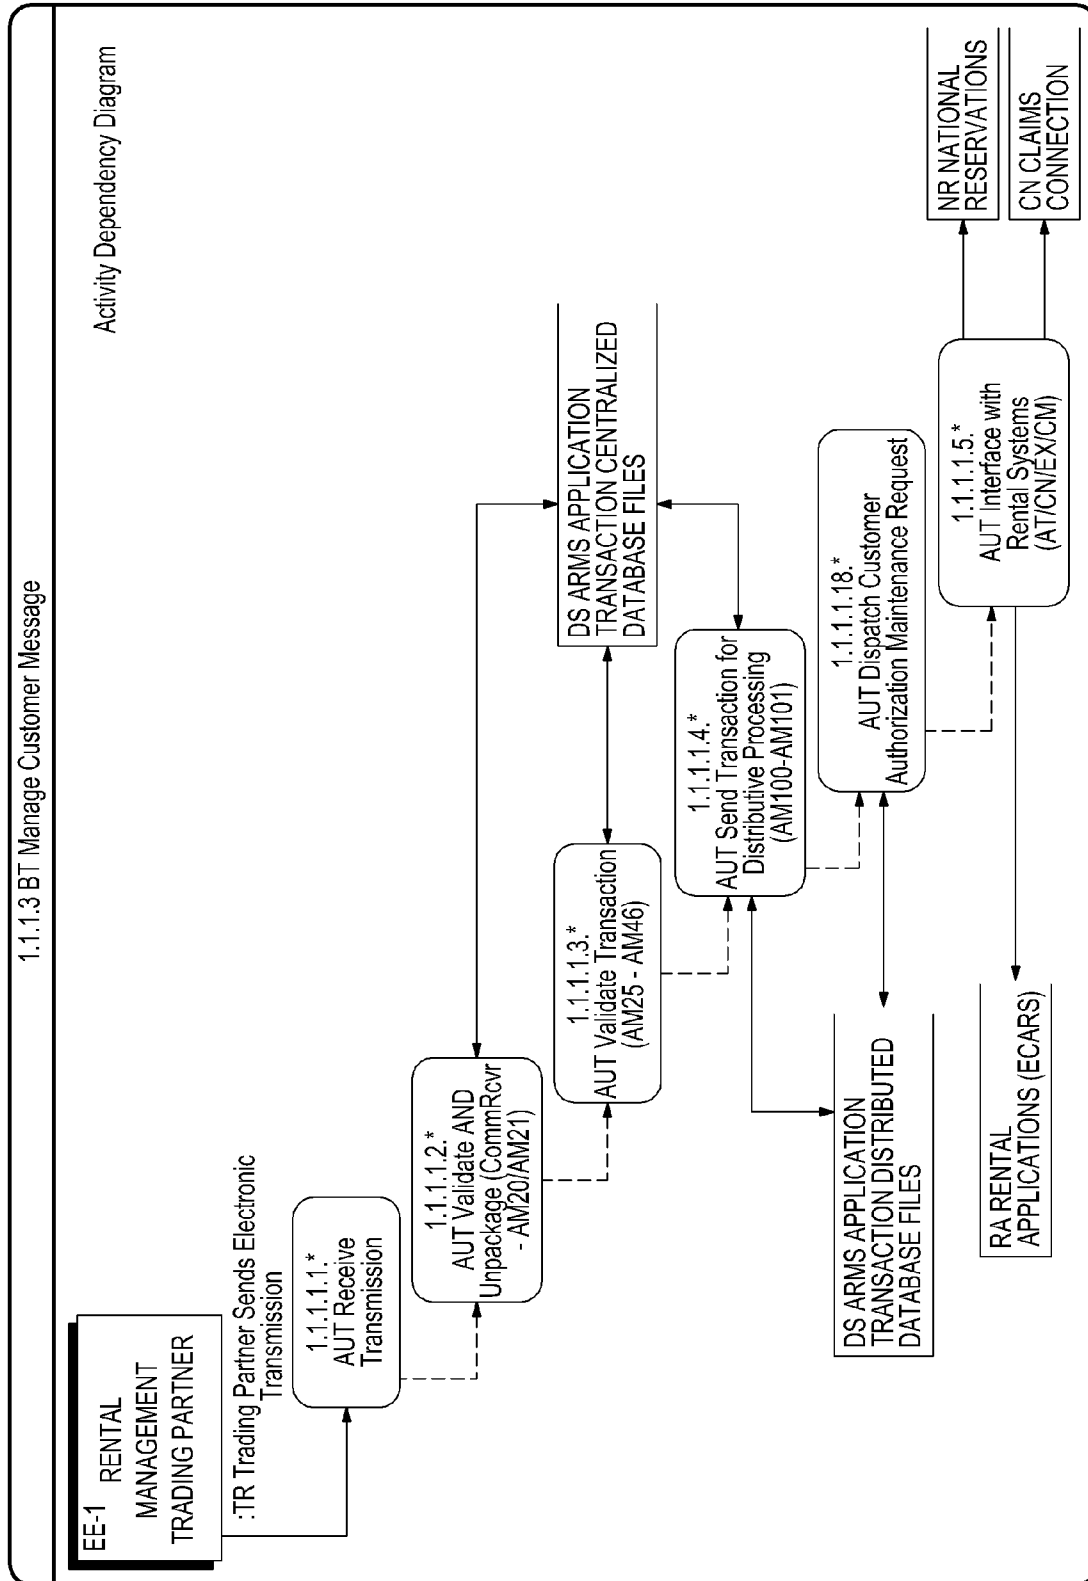 1.1.1.3 BT Manage Customer Message
Activity Dependency Diagram
EE-1
RENTAL
MANAGEMENT
TRADING PARTNER
:TR Trading Partner Sends Electronic
Transmission
1.1.1.1.1.*
AUT Receive
Transmission
1.1.1.1.2.*
AUT Validate AND
Unpackage (CommRcvr
- AM20/AM21)
1.1.1.1.3.*
AUT Validate Transaction
(AM25 - AM46)
DS ARMS APPLICATION
TRANSACTION CENTRALIZED
DATABASE FILES
1.1.1.1.4.*
AUT Send Transaction for
Distributive Processing
(AM100-AM101)
1.1.1.1.18.*
AUT Dispatch Customer
Authorization Maintenance Request
DS ARMS APPLICATION
TRANSACTION DISTRIBUTED
DATABASE FILES
1.1.1.1.5.*
AUT Interface with
Rental Systems
(AT/CN/EX/CM)
NR NATIONAL
RESERVATIONS
CN CLAIMS
CONNECTION
RA RENTAL
APPLICATIONS (ECARS)